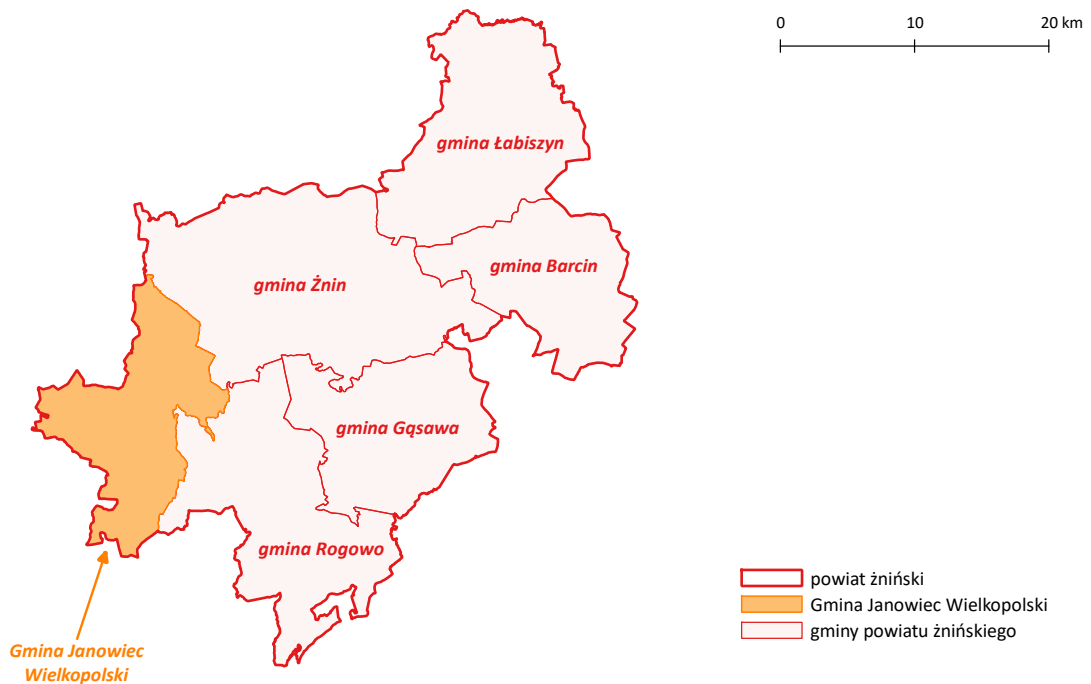 0 10 20 km
gmina Łabiszyn
gmina Barcin
gmina Żnin
gmina Gąsawa
gmina Rogowo
powiat żniński
Gmina Janowiec Wielkopolski
gminy powiatu żnińskiego
Gmina Janowiec
Wielkopolski